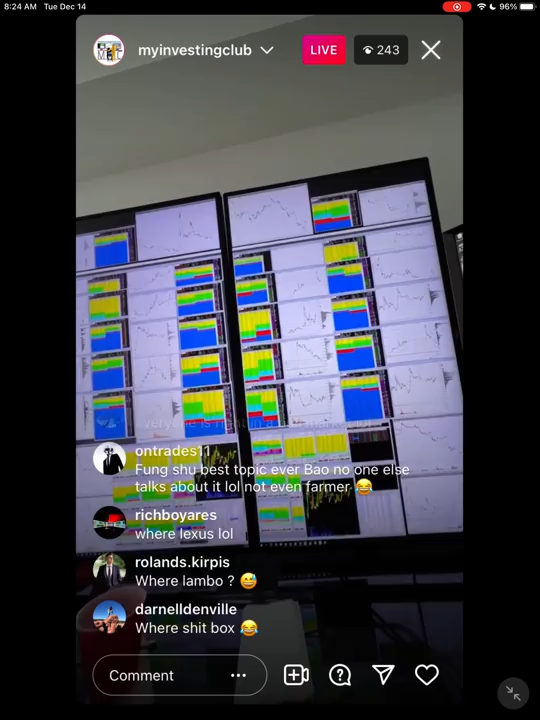 8:24 AM Tue Dec 14
96%
myinvestingclub
LIVE
243
ontrades11
Fung shu best topic ever Bao no one else
talks about it lol not even farmer 😂
richboyares
where lexus lol
rolands.kirpis
Where lambo ? 😅
darnelldenville
Where shit box 😂
Comment